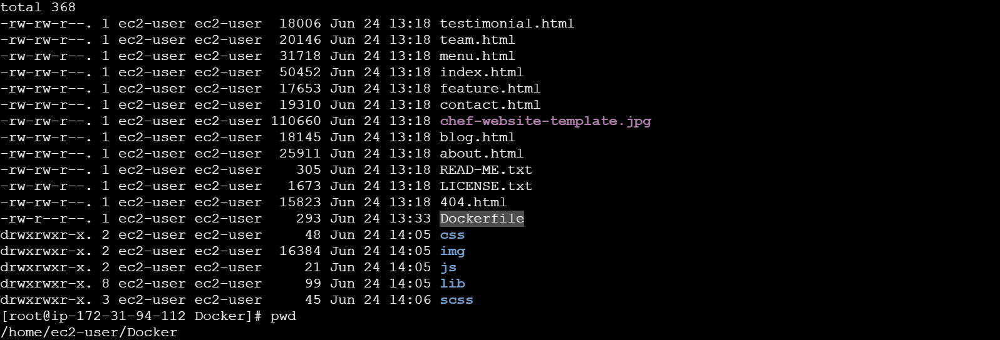 total 368
-rw-rw-r--. 1 ec2-user ec2-user  18006 Jun 24 13:18 testimonial.html
-rw-rw-r--. 1 ec2-user ec2-user  20146 Jun 24 13:18 team.html
-rw-rw-r--. 1 ec2-user ec2-user  31718 Jun 24 13:18 menu.html
-rw-rw-r--. 1 ec2-user ec2-user  50452 Jun 24 13:18 index.html
-rw-rw-r--. 1 ec2-user ec2-user  17653 Jun 24 13:18 feature.html
-rw-rw-r--. 1 ec2-user ec2-user  19310 Jun 24 13:18 contact.html
-rw-rw-r--. 1 ec2-user ec2-user 110660 Jun 24 13:18 chef-website-template.jpg
-rw-rw-r--. 1 ec2-user ec2-user  18145 Jun 24 13:18 blog.html
-rw-rw-r--. 1 ec2-user ec2-user  25911 Jun 24 13:18 about.html
-rw-rw-r--. 1 ec2-user ec2-user    305 Jun 24 13:18 READ-ME.txt
-rw-rw-r--. 1 ec2-user ec2-user   1673 Jun 24 13:18 LICENSE.txt
-rw-rw-r--. 1 ec2-user ec2-user  15823 Jun 24 13:18 404.html
-rw-r--r--. 1 ec2-user ec2-user    293 Jun 24 13:33 Dockerfile
drwxrwxr-x. 2 ec2-user ec2-user     48 Jun 24 14:05 css
drwxrwxr-x. 2 ec2-user ec2-user  16384 Jun 24 14:05 img
drwxrwxr-x. 2 ec2-user ec2-user     21 Jun 24 14:05 js
drwxrwxr-x. 8 ec2-user ec2-user     99 Jun 24 14:05 lib
drwxrwxr-x. 3 ec2-user ec2-user     45 Jun 24 14:06 scss
[root@ip-172-31-94-112 Docker]# pwd
/home/ec2-user/Docker